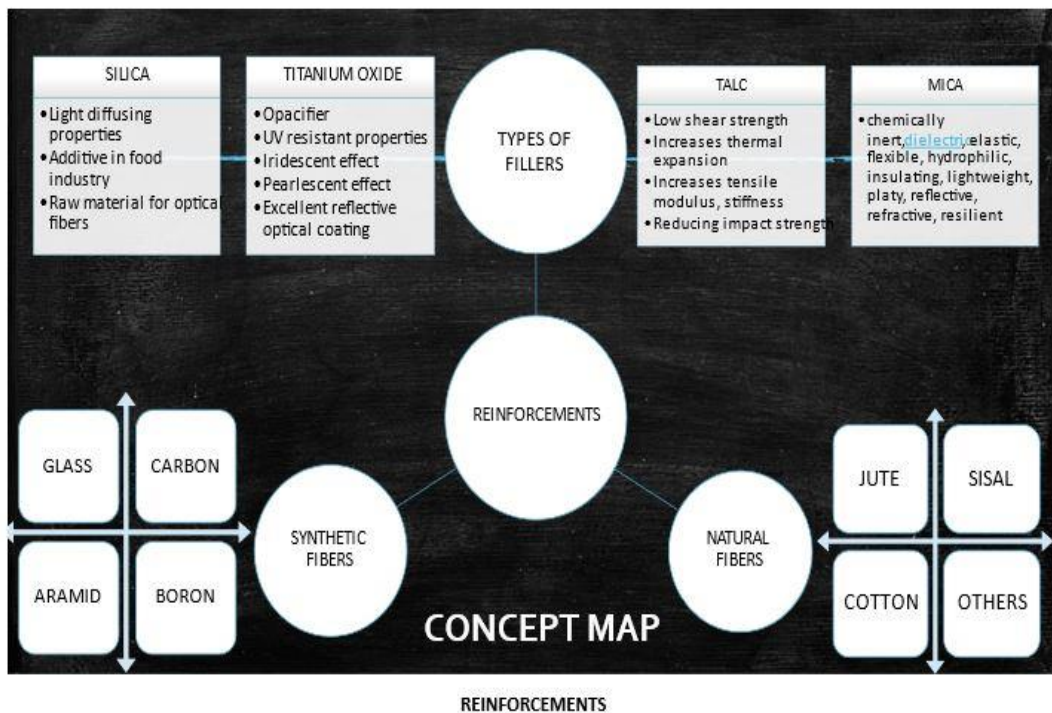 SILICA
•Light diffusing
properties
•Additive in food
industry
•Raw material for optical
fibers
TITANIUM OXIDE
•Opacifier
•UV resistant properties
•Iridescent effect
•Pearlescent effect
•Excellent reflective
optical coating
TYPES OF
FILLERS
TALC
•Low shear strength
•Increases thermal
expansion
•Increases tensile
modulus, stiffness
•Reducing impact strength
MICA
•chemically
inert,dielectric,elastic,
flexible, hydrophilic,
insulating, lightweight,
platy, reflective,
refractive, resilient
REINFORCEMENTS
GLASS
CARBON
ARAMID
BORON
SYNTHETIC
FIBERS
NATURAL
FIBERS
JUTE
SISAL
COTTON
OTHERS
CONCEPT MAP
REINFORCEMENTS